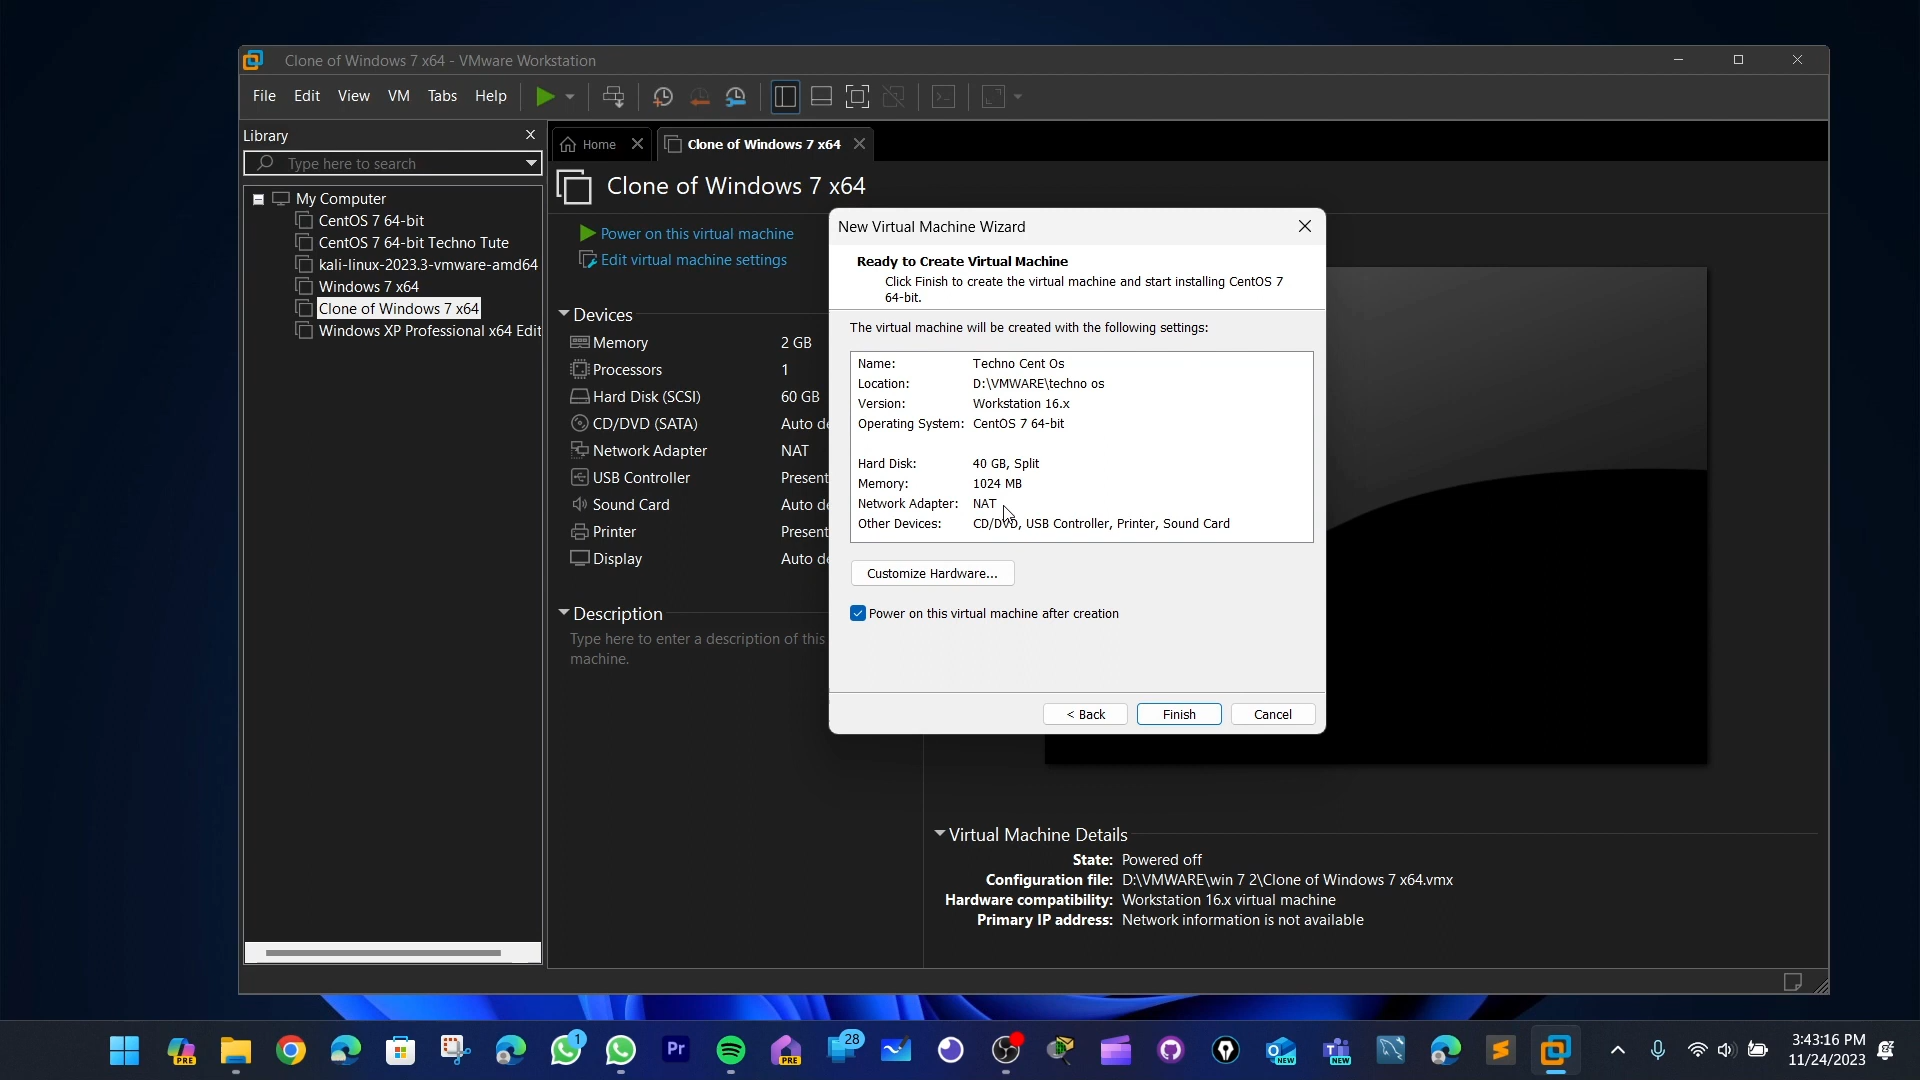 Clone of Windows 7 x64 - VMware Workstation
File Edit View VM Tabs Help
Library
Type here to search
My Computer
CentOS 7 64-bit
CentOS 7 64-bit Techno Tute
kali-linux-2023.3-vmware-amd64
Windows 7 x64
Clone of Windows 7 x64
Windows XP Professional x64 Edit
Home
Clone of Windows 7 x64
Clone of Windows 7 x64
Power on this virtual machine
Edit virtual machine settings
Devices
Memory 2 GB
Processors 1
Hard Disk (SCSI) 60 GB
CD/DVD (SATA) Auto de
Network Adapter NAT
USB Controller Present
Sound Card Auto de
Printer Present
Display Auto de
Description
Type here to enter a description of this
machine.
New Virtual Machine Wizard
Ready to Create Virtual Machine
Click Finish to create the virtual machine and start installing CentOS 7
64-bit.
The virtual machine will be created with the following settings:
Name: Techno Cent Os
Location: D:\VMWARE\techno os
Version: Workstation 16.x
Operating System: CentOS 7 64-bit
Hard Disk: 40 GB, Split
Memory: 1024 MB
Network Adapter: NAT
Other Devices: CD/DVD, USB Controller, Printer, Sound Card
Customize Hardware...
Power on this virtual machine after creation
< Back Finish Cancel
Virtual Machine Details
State: Powered off
Configuration file: D:\VMWARE\win 7 2\Clone of Windows 7 x64.vmx
Hardware compatibility: Workstation 16.x virtual machine
Primary IP address: Network information is not available
PRE
1
Pr
PRE
28
NEW
NEW
3:43:16 PM
11/24/2023